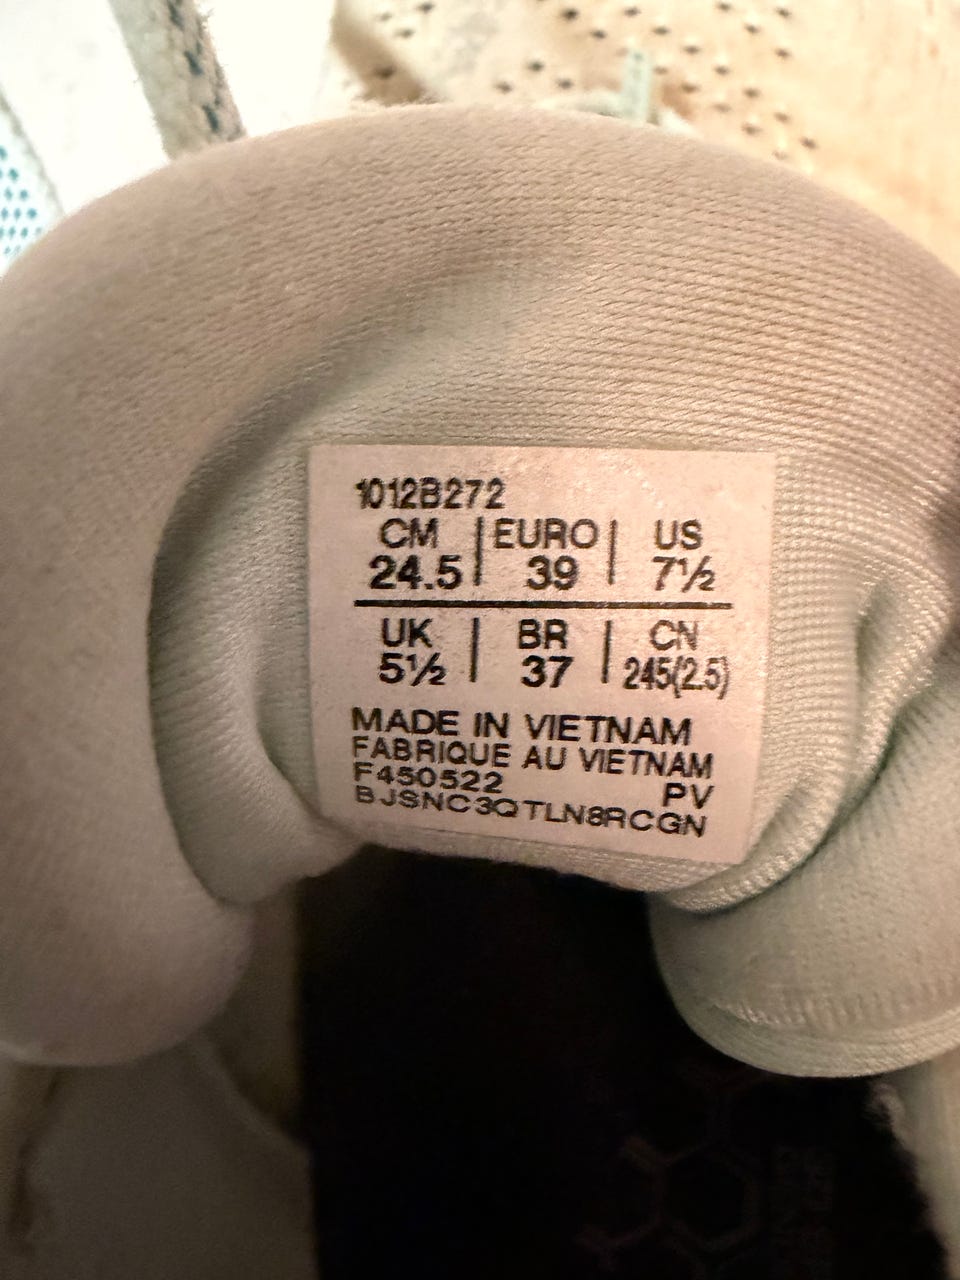 1012B272
CM | EURO | US
24.5 | 39 | 7½
UK | BR | CN
5½ | 37 | 245(2.5)
MADE IN VIETNAM
FABRIQUE AU VIETNAM
F450522 PV
BJSNC3QTLN8RCGN